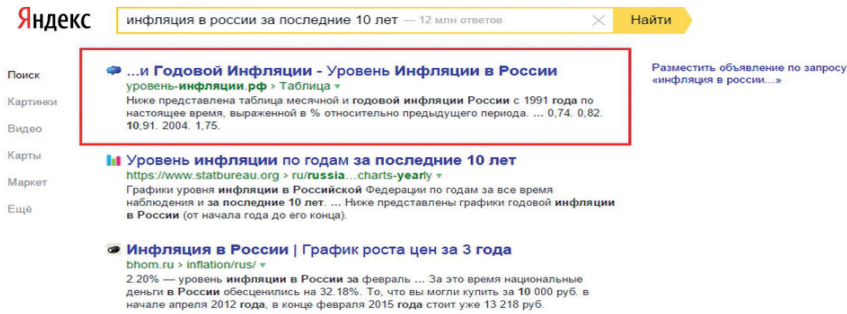 Яндекс
инфляция в россии за последние 10 лет — 12 млн ответов
Найти
Поиск
Картинки
Видео
Карты
Маркет
Ещё
...и Годовой Инфляции - Уровень Инфляции в России
уровень-инфляции.рф › Таблица
Ниже представлена таблица месячной и годовой инфляции России с 1991 года по
настоящее время, выраженной в % относительно предыдущего периода. ... 0,74. 0,82.
10,91. 2004. 1,75.
Уровень инфляции по годам за последние 10 лет
https://www.statbureau.org › ru/russia…charts-yearly
Графики уровня инфляции в Российской Федерации по годам за все время
наблюдения и за последние 10 лет. ... Ниже представлены графики годовой инфляции
в России (от начала года до его конца).
Инфляция в России | График роста цен за 3 года
bhom.ru › inflation/rus/
2.20% — уровень инфляции в России за февраль ... За это время национальные
деньги в России обесценились на 32.18%. То, что вы могли купить за 10 000 руб. в
начале апреля 2012 года, в конце февраля 2015 года стоит уже 13 218 руб.
Разместить объявление по запросу
«инфляция в россии...»